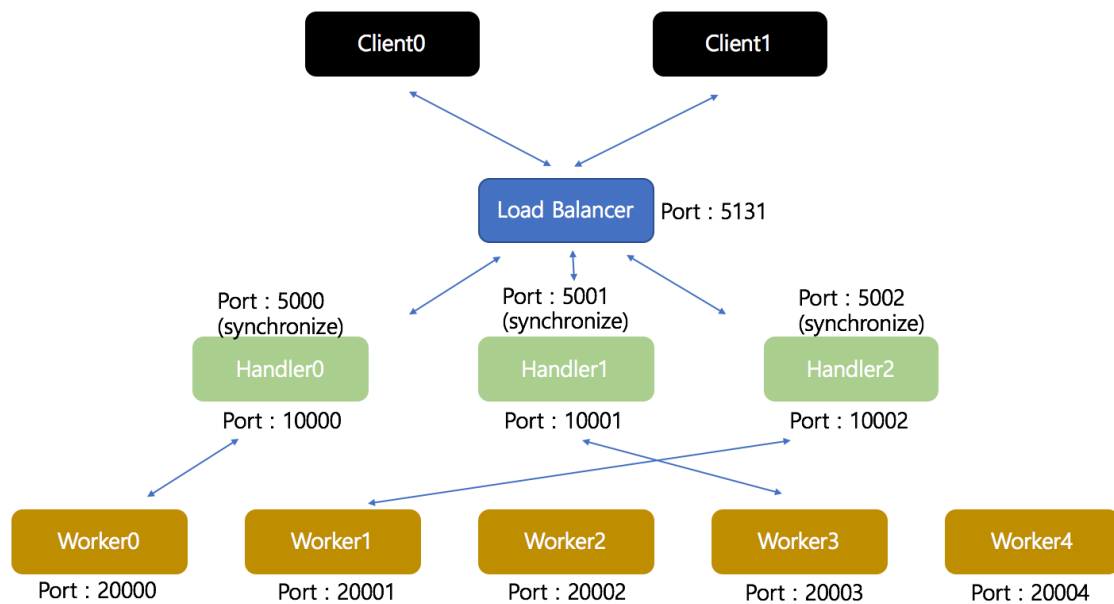 Client0
Client1
Load Balancer
Port : 5131
Port : 5000
(synchronize)
Port : 5001
(synchronize)
Port : 5002
(synchronize)
Handler0
Handler1
Handler2
Port : 10000
Port : 10001
Port : 10002
Worker0
Worker1
Worker2
Worker3
Worker4
Port : 20000
Port : 20001
Port : 20002
Port : 20003
Port : 20004